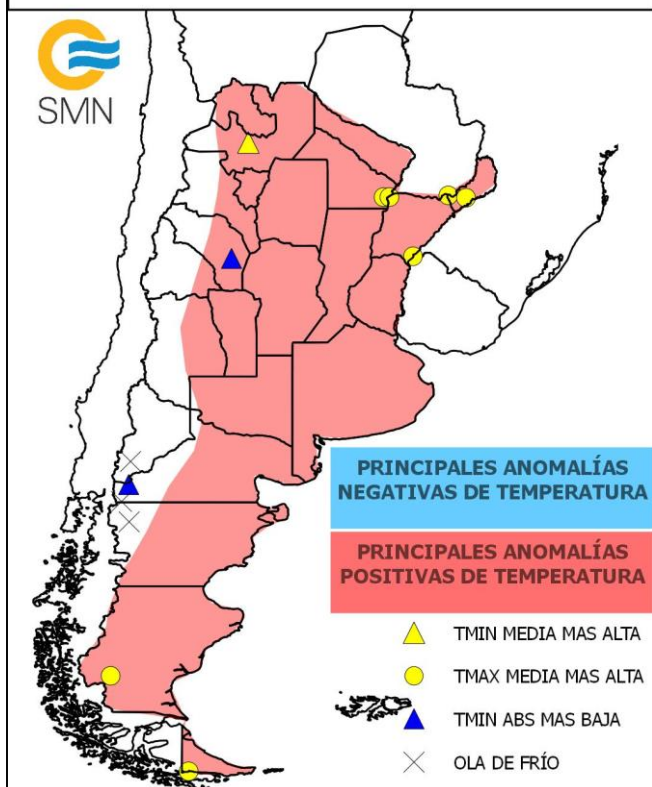 SMN
PRINCIPALES ANOMALÍAS
NEGATIVAS DE TEMPERATURA
PRINCIPALES ANOMALÍAS
POSITIVAS DE TEMPERATURA
TMIN MEDIA MAS ALTA
TMAX MEDIA MAS ALTA
TMIN ABS MAS BAJA
OLA DE FRÍO